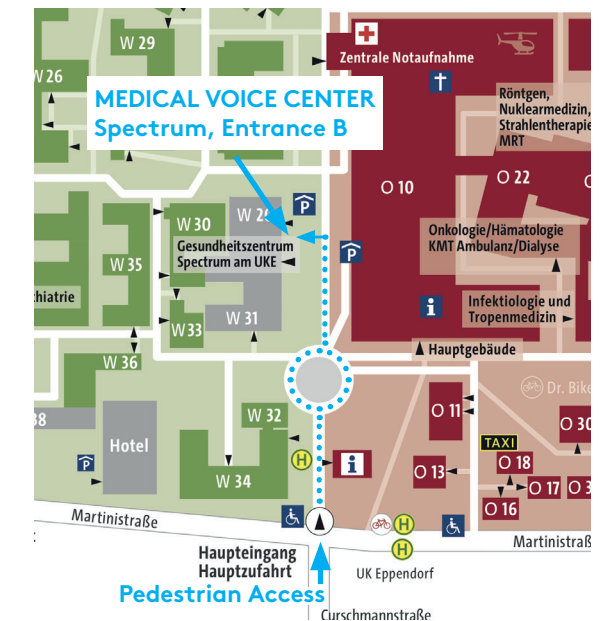 W 29
W 26
Zentrale Notaufnahme
MEDICAL VOICE CENTER
Spectrum, Entrance B
Röntgen,
Nuklearmedizin,
Strahlentherapie
MRT
O 10
O 22
W 30
P
Gesundheitszentrum
Spectrum am UKE
W 35
P
Onkologie/Hämatologie
KMT Ambulanz/Dialyse
chiatrie
i
Infektiologie und
Tropenmedizin
W 33
W 31
Hauptgebäude
W 36
Dr. Bike
38
W 32
O 11
O 30
Hotel
TAXI
P
H
i
O 13
O 18
W 34
O 17
O 16
Martinistraße
H
Martinistraß
Haupteingang
Hauptzufahrt
H
UK Eppendorf
Pedestrian Access
Curschmannstraße